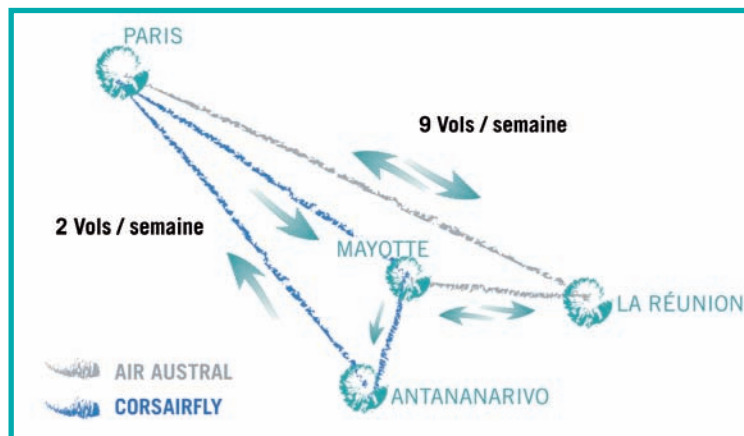 PARIS
9 Vols / semaine
2 Vols / semaine
MAYOTTE
LA RÉUNION
AIR AUSTRAL
ANTANANARIVO
CORSAIRFLY